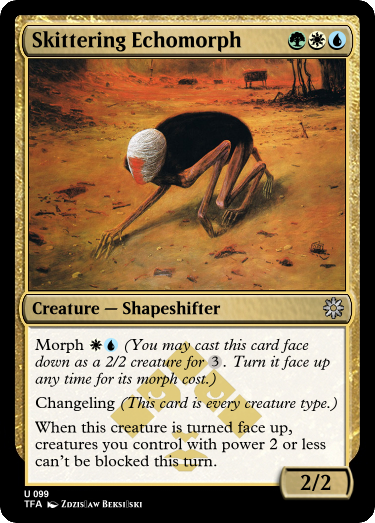 Skittering Echomorph
Creature — Shapeshifter
Morph (You may cast this card face
down as a 2/2 creature for 3. Turn it face up
any time for its morph cost.)
Changeling (This card is every creature type.)
When this creature is turned face up,
creatures you control with power 2 or less
can't be blocked this turn.
2/2
U 099
TFA Zdzisław Beksiński